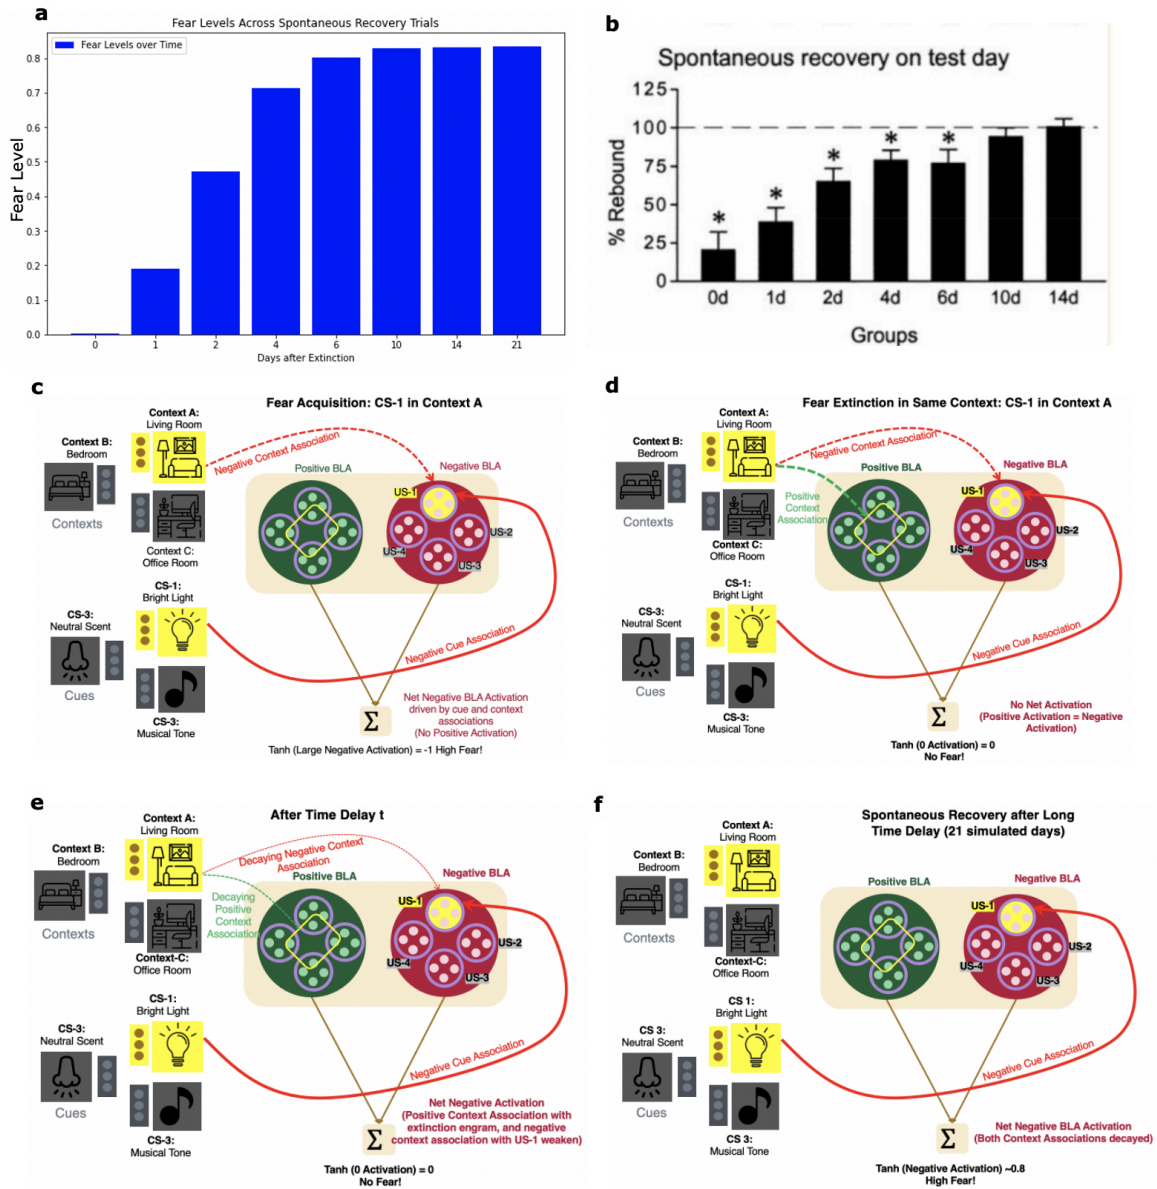 a
Fear Levels Across Spontaneous Recovery Trials
Fear Levels over Time
0.8
0.7
0.6
0.5
0.4
0.3
0.2
0.1
0.0
Fear Level
0 1 2 4 6 10 14 21
Days after Extinction
b
Spontaneous recovery on test day
125
100
75
50
25
0
% Rebound
* * * * *
0d 1d 2d 4d 6d 10d 14d
Groups
c
Fear Acquisition: CS-1 in Context A
Context A:
Living Room
Context B:
Bedroom
Contexts
Context C:
Office Room
Negative Context Association
Positive BLA
Negative BLA
US-1
US-2
US-4
US-3
CS-1:
Bright Light
CS-3:
Neutral Scent
Cues
CS-3:
Musical Tone
Negative Cue Association
Σ
Net Negative BLA Activation
driven by cue and context
associations
(No Positive Activation)
Tanh (Large Negative Activation) = -1 High Fear!
d
Fear Extinction in Same Context: CS-1 in Context A
Context A:
Living Room
Context B:
Bedroom
Contexts
Context C:
Office Room
Negative Context Association
Positive BLA
Negative BLA
Positive
Context
Association
US-1
US-2
US-4
US-3
CS-1:
Bright Light
CS-3:
Neutral Scent
Cues
CS-3:
Musical Tone
Negative Cue Association
Σ
No Net Activation
(Positive Activation = Negative
Activation)
Tanh (0 Activation) = 0
No Fear!
e
After Time Delay t
Context A:
Living Room
Context B:
Bedroom
Contexts
Context-C:
Office Room
Decaying Negative Context
Association
Positive BLA
Negative BLA
Decaying
Positive
Context
Association
US-1
US-2
US-4
US-3
CS-1:
Bright Light
CS-3:
Neutral Scent
Cues
CS-3:
Musical Tone
Negative Cue Association
Σ
Net Negative Activation
(Positive Context Association with
extinction engram, and negative
context association with US-1 weaken)
Tanh (0 Activation) = 0
No Fear!
f
Spontaneous Recovery after Long
Time Delay (21 simulated days)
Context A:
Living Room
Context B:
Bedroom
Contexts
Context-C:
Office Room
Positive BLA
Negative BLA
US-1
US-2
US-4
US-3
CS 1:
Bright Light
CS 3:
Neutral Scent
Cues
CS 3:
Musical Tone
Negative Cue Association
Σ
Net Negative BLA Activation
(Both Context Associations decayed)
Tanh (Negative Activation) ~0.8
High Fear!